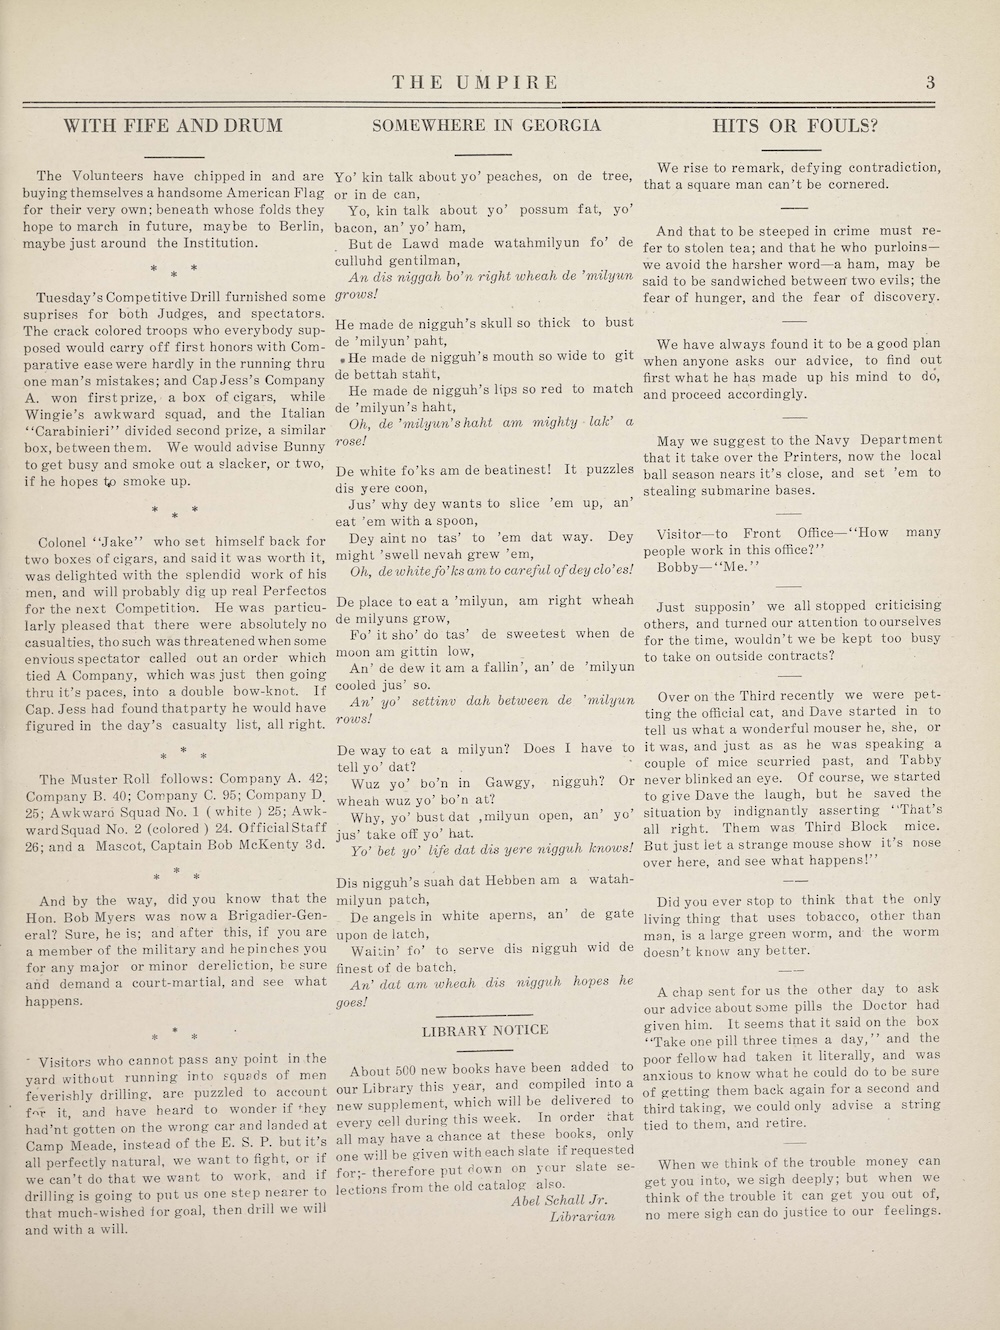 THE UMPIRE
3
WITH FIFE AND DRUM
The Volunteers have chipped in and are
buying themselves a handsome American Flag
for their very own; beneath whose folds they
hope to march in future, maybe to Berlin,
maybe just around the Institution.
* * *
Tuesday's Competitive Drill furnished some
suprises for both Judges, and spectators.
The crack colored troops who everybody sup-
posed would carry off first honors with Com-
parative ease were hardly in the running thru
one man's mistakes; and Cap Jess's Company
A. won first prize, a box of cigars, while
Wingie's awkward squad, and the Italian
"Carabinieri" divided second prize, a similar
box, between them. We would advise Bunny
to get busy and smoke out a slacker, or two,
if he hopes to smoke up.
* * *
Colonel "Jake" who set himself back for
two boxes of cigars, and said it was worth it,
was delighted with the splendid work of his
men, and will probably dig up real Perfectos
for the next Competition. He was particu-
larly pleased that there were absolutely no
casualties, tho such was threatened when some
envious spectator called out an order which
tied A Company, which was just then going
thru it's paces, into a double bow-knot. If
Cap. Jess had found that party he would have
figured in the day's casualty list, all right.
* * *
The Muster Roll follows: Company A. 42;
Company B. 40; Company C. 95; Company D.
25; Awkward Squad No. 1 ( white ) 25; Awk-
ward Squad No. 2 (colored ) 24. Official Staff
26; and a Mascot, Captain Bob McKenty 3d.
* * *
And by the way, did you know that the
Hon. Bob Myers was now a Brigadier-Gen-
eral? Sure, he is; and after this, if you are
a member of the military and he pinches you
for any major or minor dereliction, be sure
and demand a court-martial, and see what
happens.
* * *
Visitors who cannot pass any point in the
yard without running into squads of men
feverishly drilling, are puzzled to account
for it, and have heard to wonder if they
had'nt gotten on the wrong car and landed at
Camp Meade, instead of the E. S. P. but it's
all perfectly natural, we want to fight, or if
we can't do that we want to work, and if
drilling is going to put us one step nearer to
that much-wished for goal, then drill we will
and with a will.
SOMEWHERE IN GEORGIA
Yo' kin talk about yo' peaches, on de tree,
or in de can,
Yo, kin talk about yo' possum fat, yo'
bacon, an' yo' ham,
But de Lawd made watahmilyun fo' de
culluhd gentilman,
An dis niggah bo'n right wheah de 'milyun
grows!
He made de nigguh's skull so thick to bust
de 'milyun' paht,
He made de nigguh's mouth so wide to git
de bettah staht,
He made de nigguh's lips so red to match
de 'milyun's haht,
Oh, de 'milyun's haht am mighty lak' a
rose!
De white fo'ks am de beatinest! It puzzles
dis yere coon,
Jus' why dey wants to slice 'em up, an'
eat 'em with a spoon,
Dey aint no tas' to 'em dat way. Dey
might 'swell nevah grew 'em,
Oh, de white fo'ks am to careful of dey clo'es!
De place to eat a 'milyun, am right wheah
de milyuns grow,
Fo' it sho' do tas' de sweetest when de
moon am gittin low,
An' de dew it am a fallin', an' de 'milyun
cooled jus' so.
An' yo' settinv dah between de 'milyun
rows!
De way to eat a milyun? Does I have to
tell yo' dat?
Wuz yo' bo'n in Gawgy, nigguh? Or
wheah wuz yo' bo'n at?
Why, yo' bust dat ,milyun open, an' yo'
jus' take off yo' hat.
Yo' bet yo' life dat dis yere nigguh knows!
Dis nigguh's suah dat Hebben am a watah-
milyun patch,
De angels in white aperns, an' de gate
upon de latch,
Waitin' fo' to serve dis nigguh wid de
finest of de batch,
An' dat am wheah dis nigguh hopes he
goes!
LIBRARY NOTICE
About 500 new books have been added to
our Library this year, and compiled into a
new supplement, which will be delivered to
every cell during this week. In order that
all may have a chance at these books, only
one will be given with each slate if requested
for;- therefore put down on your slate se-
lections from the old catalog also.
Abel Schall Jr.
Librarian
HITS OR FOULS?
We rise to remark, defying contradiction,
that a square man can't be cornered.
And that to be steeped in crime must re-
fer to stolen tea; and that he who purloins—
we avoid the harsher word—a ham, may be
said to be sandwiched between two evils; the
fear of hunger, and the fear of discovery.
We have always found it to be a good plan
when anyone asks our advice, to find out
first what he has made up his mind to do,
and proceed accordingly.
May we suggest to the Navy Department
that it take over the Printers, now the local
ball season nears it's close, and set 'em to
stealing submarine bases.
Visitor—to Front Office—"How many
people work in this office?"
Bobby—"Me."
Just supposin' we all stopped criticising
others, and turned our attention to ourselves
for the time, wouldn't we be kept too busy
to take on outside contracts?
Over on the Third recently we were pet-
ting the official cat, and Dave started in to
tell us what a wonderful mouser he, she, or
it was, and just as as he was speaking a
couple of mice scurried past, and Tabby
never blinked an eye. Of course, we started
to give Dave the laugh, but he saved the
situation by indignantly asserting "That's
all right. Them was Third Block mice.
But just let a strange mouse show it's nose
over here, and see what happens!"
Did you ever stop to think that the only
living thing that uses tobacco, other than
man, is a large green worm, and the worm
doesn't know any better.
A chap sent for us the other day to ask
our advice about some pills the Doctor had
given him. It seems that it said on the box
"Take one pill three times a day," and the
poor fellow had taken it literally, and was
anxious to know what he could do to be sure
of getting them back again for a second and
third taking, we could only advise a string
tied to them, and retire.
When we think of the trouble money can
get you into, we sigh deeply; but when we
think of the trouble it can get you out of,
no mere sigh can do justice to our feelings.